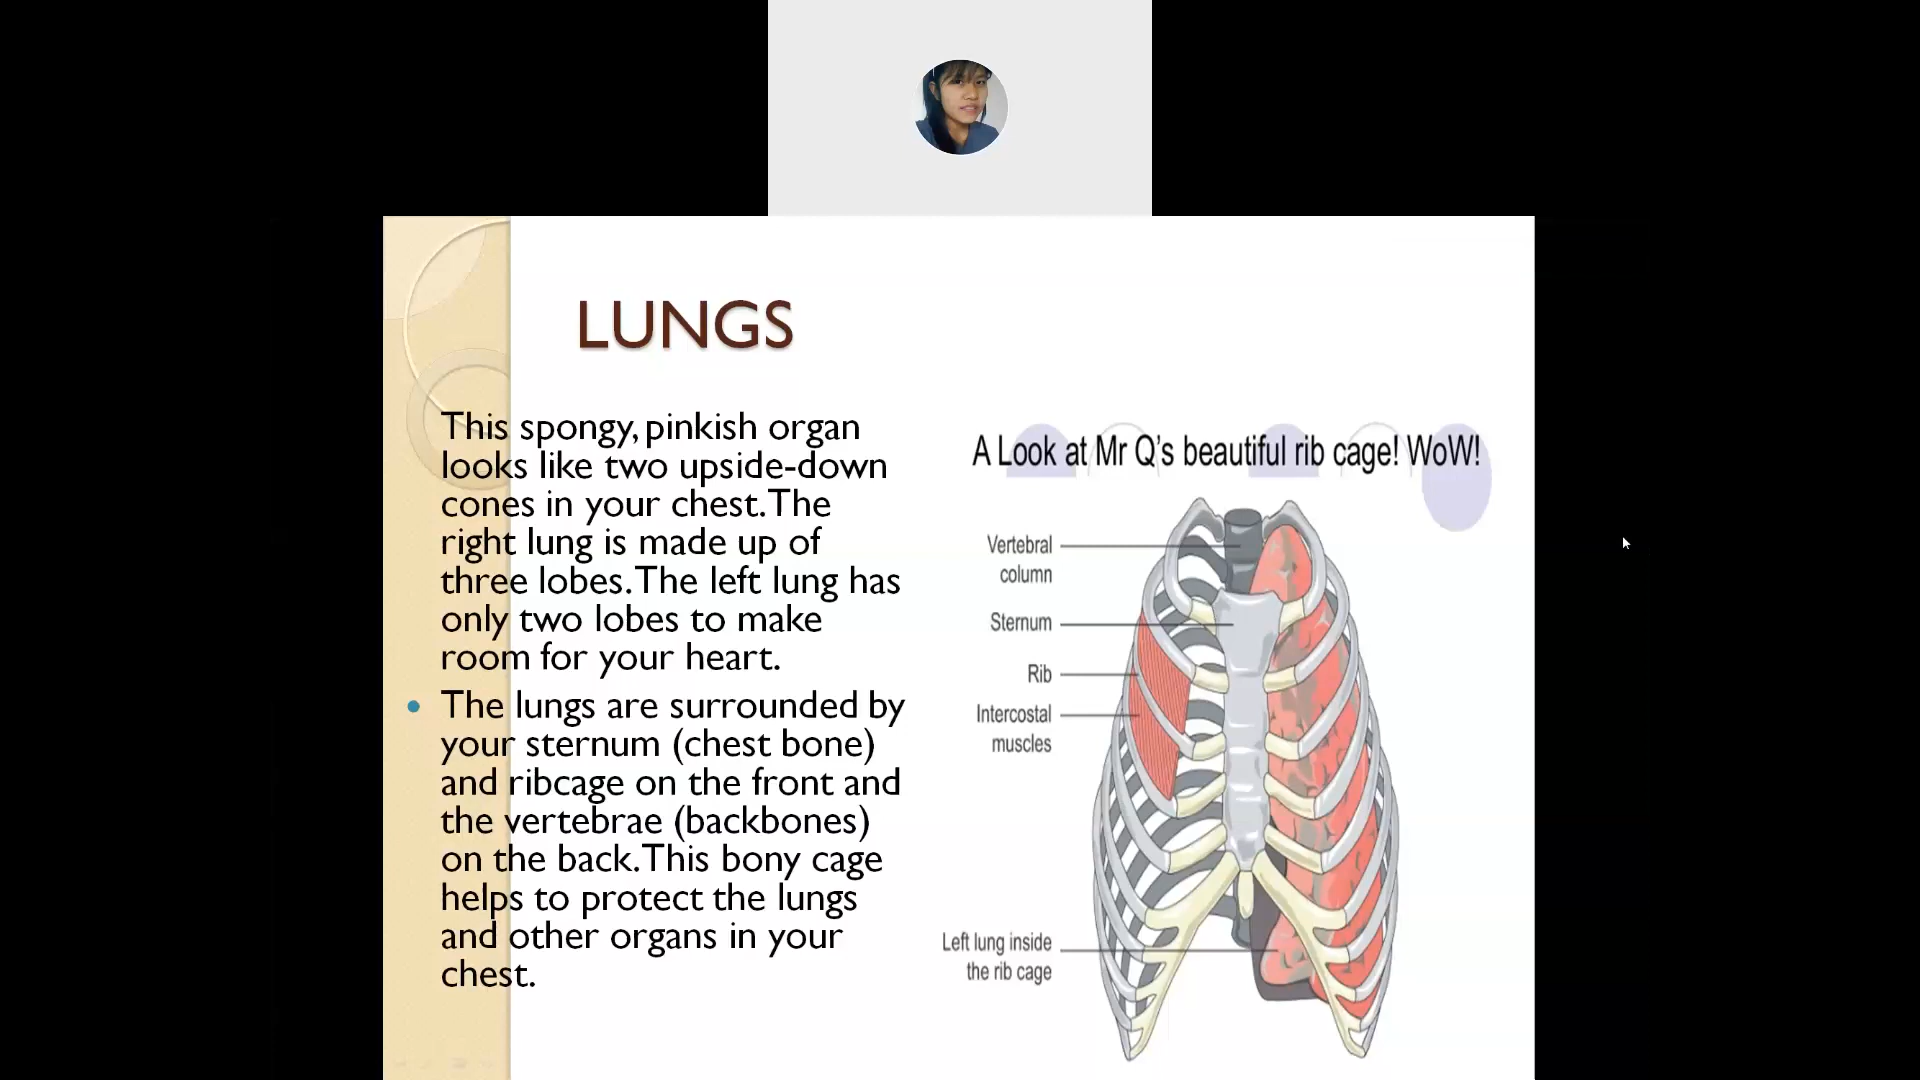 LUNGS
This spongy, pinkish organ
looks like two upside-down
cones in your chest. The
right lung is made up of
three lobes. The left lung has
only two lobes to make
room for your heart.
• The lungs are surrounded by
your sternum (chest bone)
and ribcage on the front and
the vertebrae (backbones)
on the back. This bony cage
helps to protect the lungs
and other organs in your
chest.
A Look at Mr Q's beautiful rib cage! WoW!
Vertebral
column
Sternum
Rib
Intercostal
muscles
Left lung inside
the rib cage